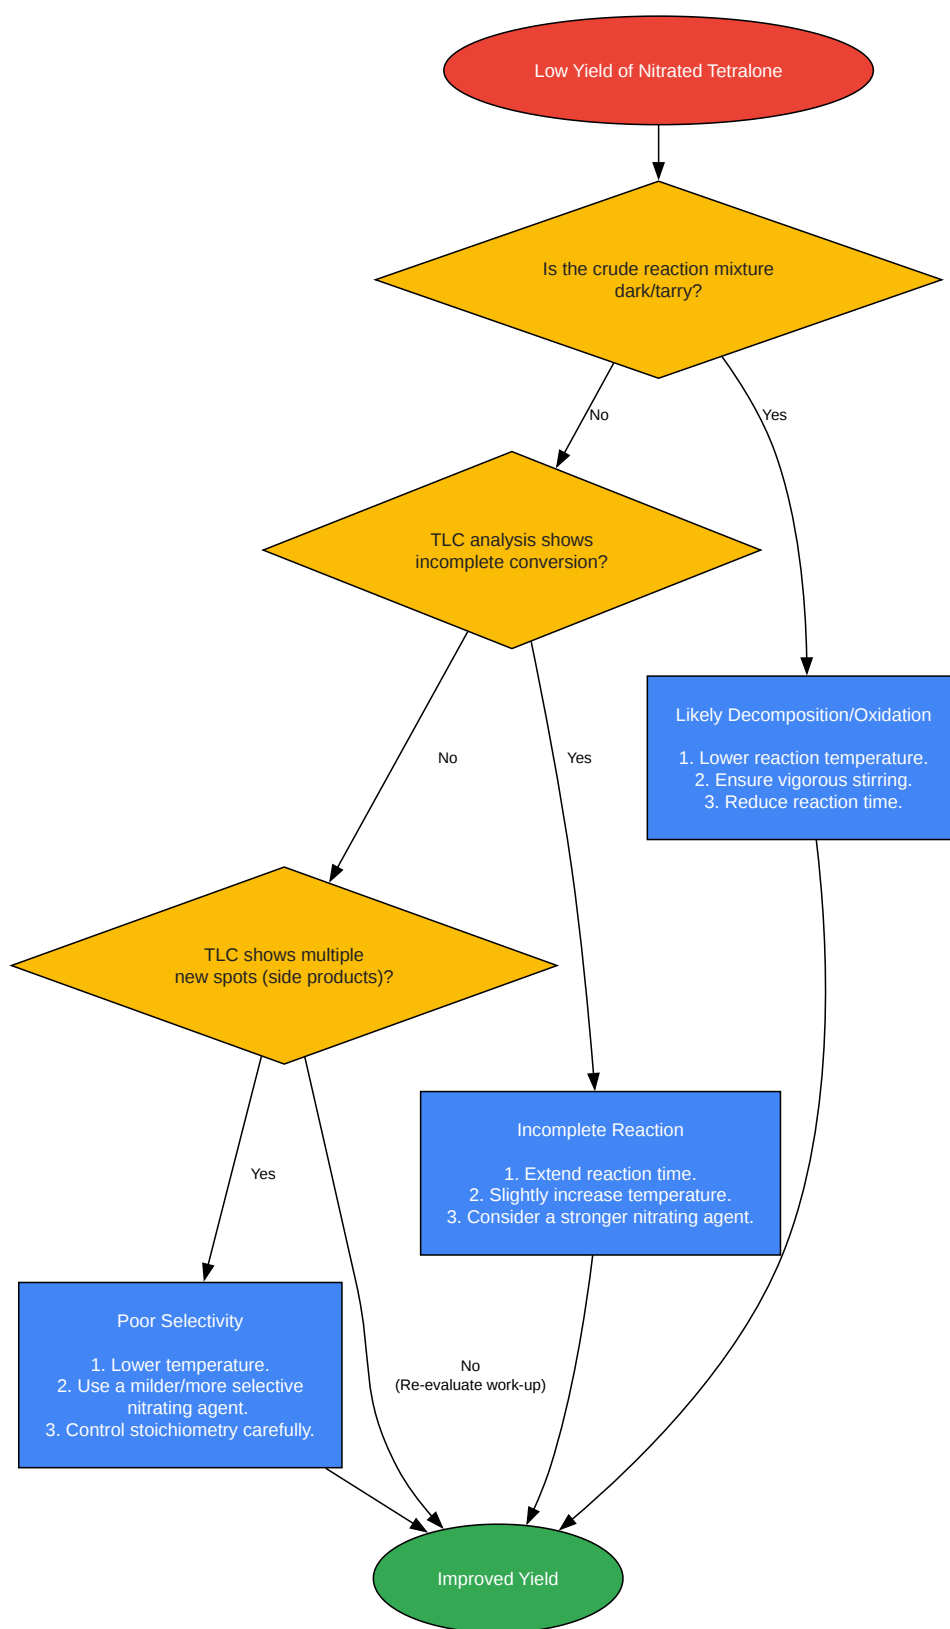 Low Yield of Nitrated Tetralone
Is the crude reaction mixture
dark/tarry?
No
Yes
TLC analysis shows
incomplete conversion?
Likely Decomposition/Oxidation
1. Lower reaction temperature.
2. Ensure vigorous stirring.
3. Reduce reaction time.
No
Yes
TLC shows multiple
new spots (side products)?
Incomplete Reaction
1. Extend reaction time.
2. Slightly increase temperature.
3. Consider a stronger nitrating agent.
Yes
Poor Selectivity
1. Lower temperature.
2. Use a milder/more selective
nitrating agent.
3. Control stoichiometry carefully.
No
(Re-evaluate work-up)
Improved Yield